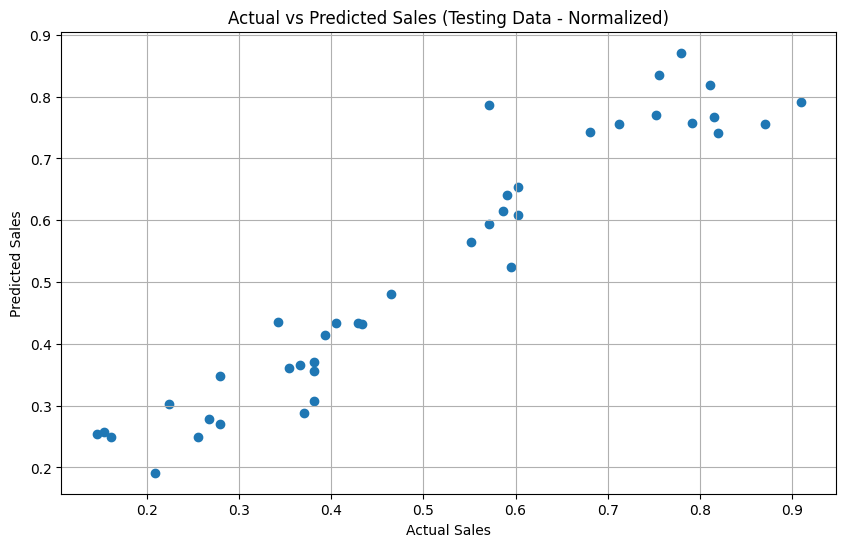 Actual vs Predicted Sales (Testing Data - Normalized)
0.9
0.8
0.7
0.6
0.5
0.4
0.3
0.2
Predicted Sales
0.2 0.3 0.4 0.5 0.6 0.7 0.8 0.9
Actual Sales